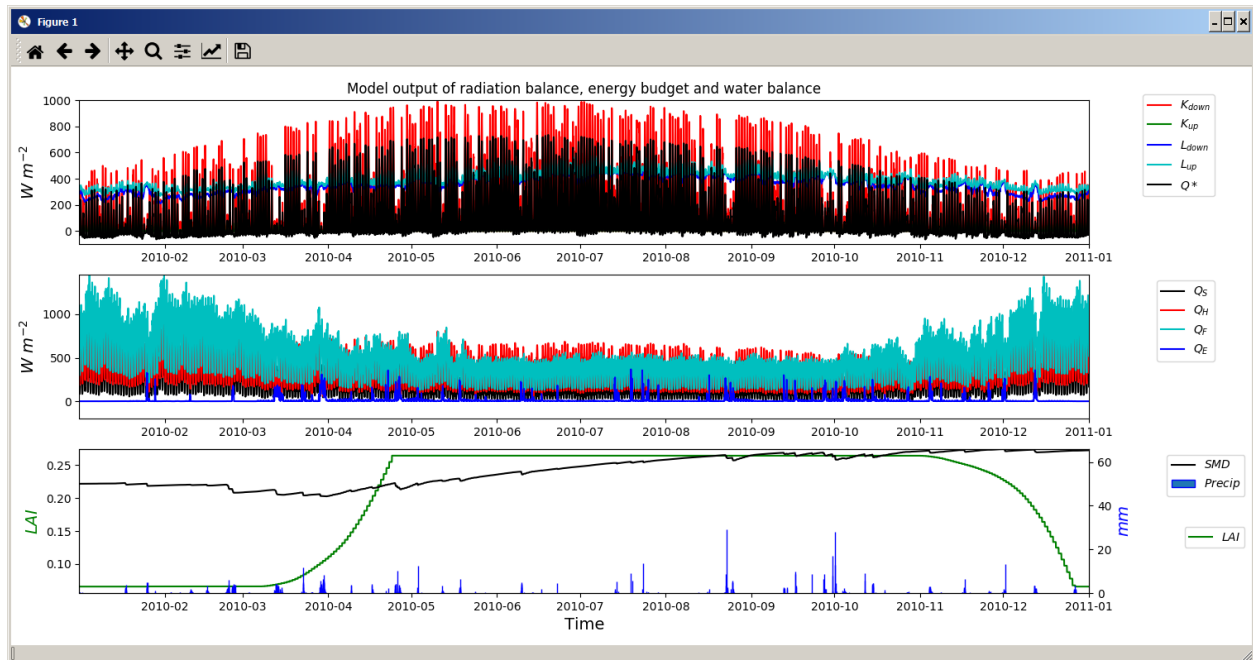 Figure 1
Model output of radiation balance, energy budget and water balance
1000
800
600
400
200
0
W m⁻²
2010-02 2010-03 2010-04 2010-05 2010-06 2010-07 2010-08 2010-09 2010-10 2010-11 2010-12 2011-01
K_down
K_up
L_down
L_up
Q*
1000
500
0
W m⁻²
2010-02 2010-03 2010-04 2010-05 2010-06 2010-07 2010-08 2010-09 2010-10 2010-11 2010-12 2011-01
Q_S
Q_H
Q_F
Q_E
0.25
0.20
0.15
0.10
LAI
60
40
20
0
mm
2010-02 2010-03 2010-04 2010-05 2010-06 2010-07 2010-08 2010-09 2010-10 2010-11 2010-12 2011-01
Time
SMD
Precip
LAI